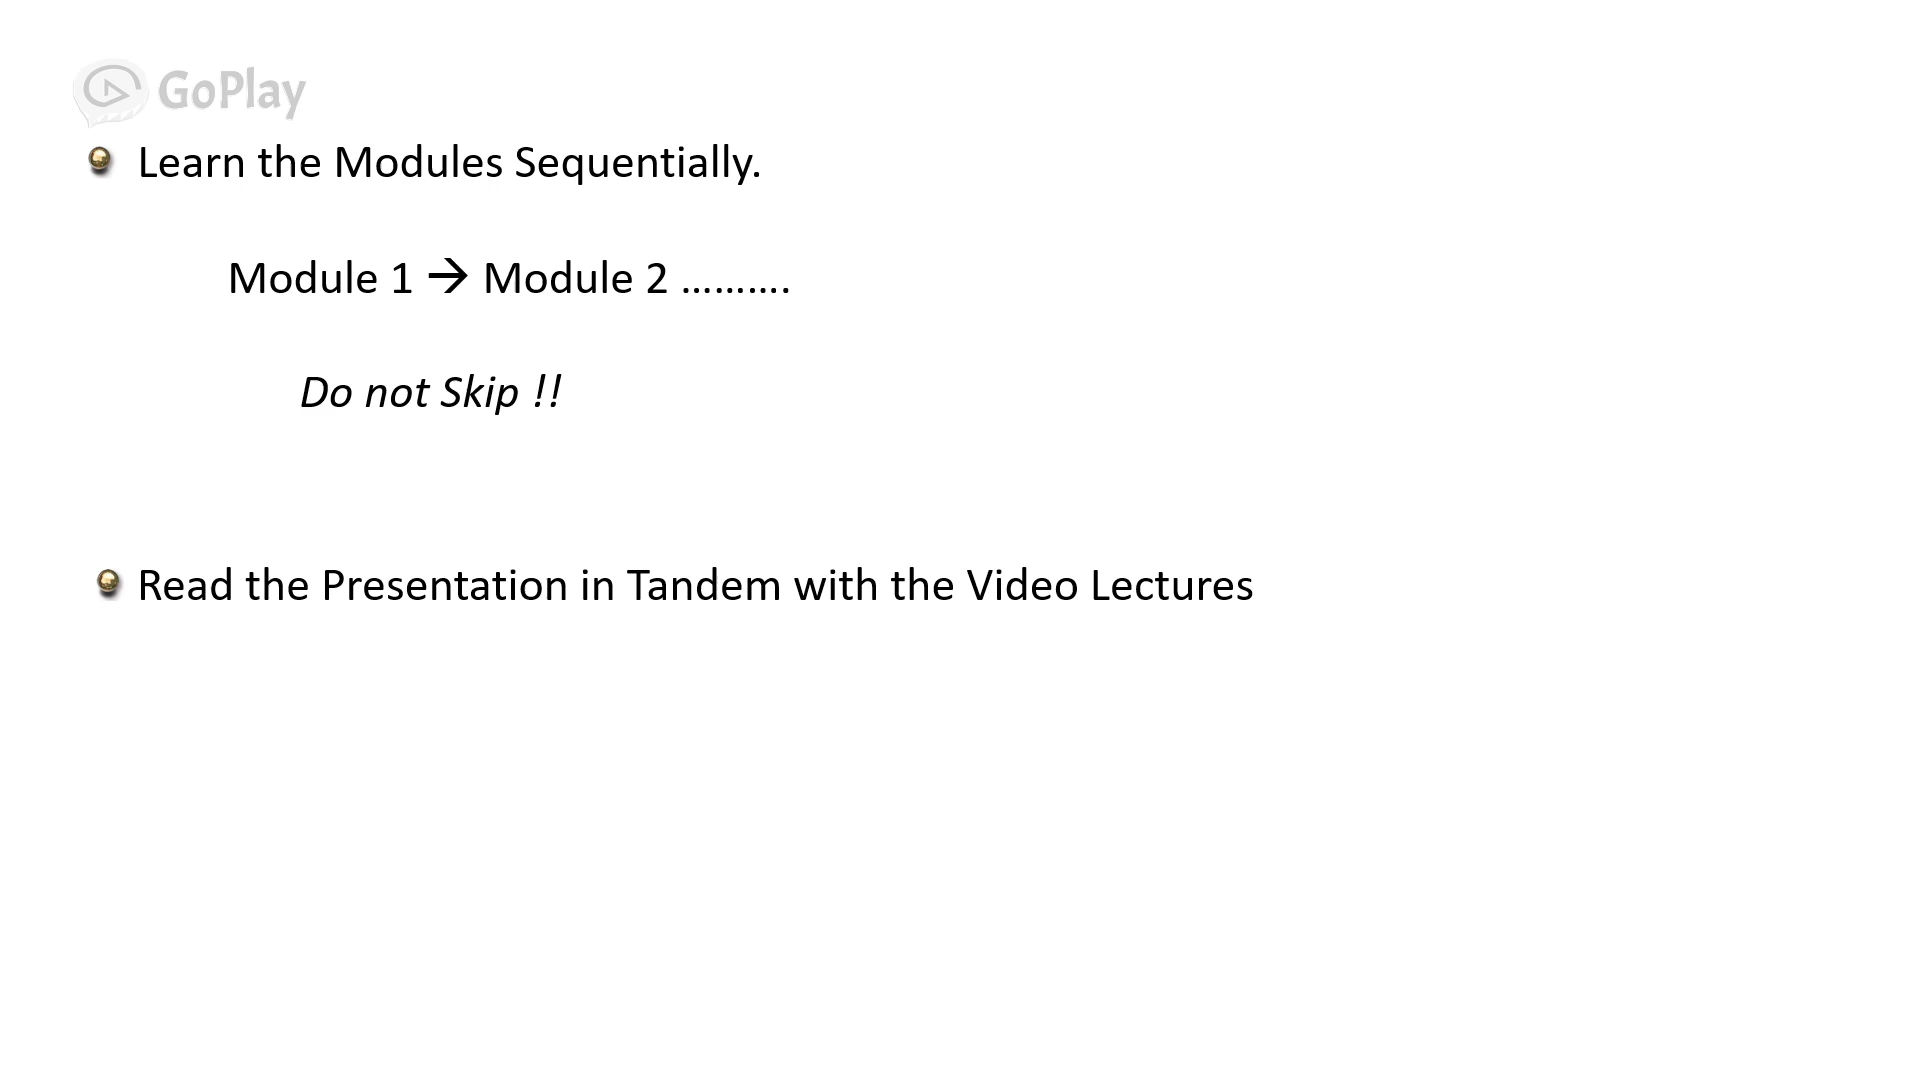 GoPlay
Learn the Modules Sequentially.
Module 1 → Module 2 ..........
Do not Skip !!
Read the Presentation in Tandem with the Video Lectures